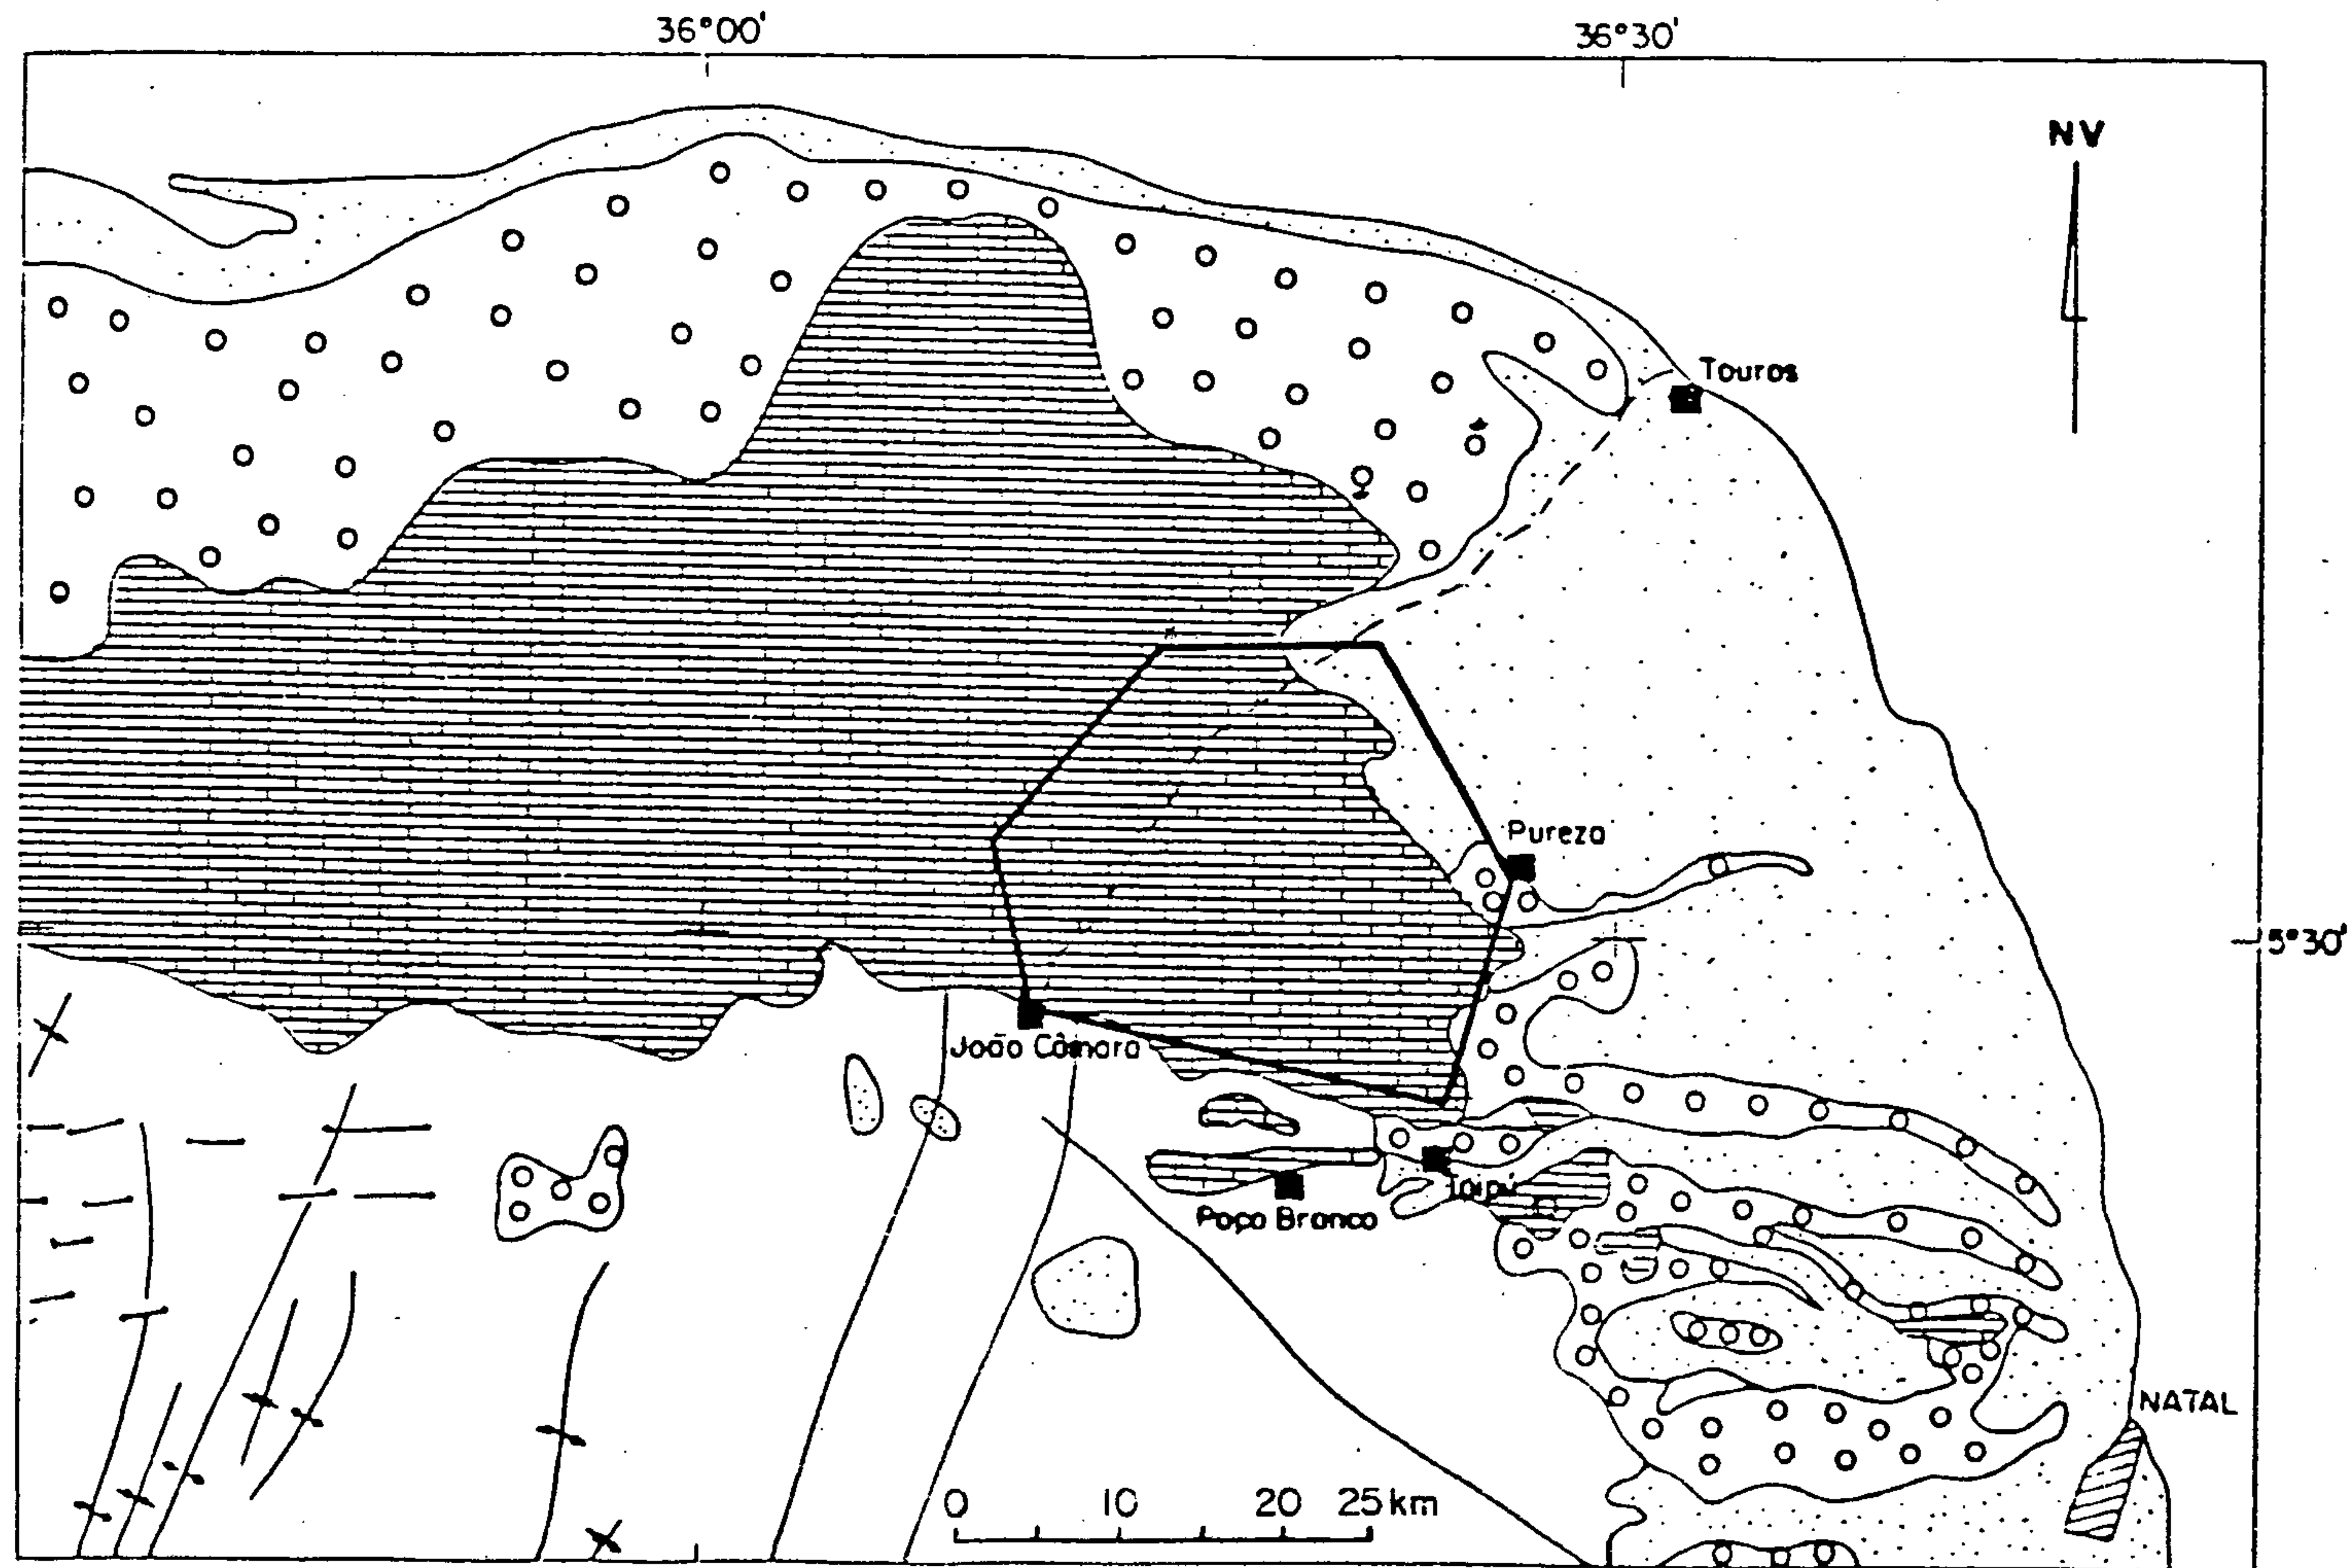 36°00'
36°30'
NV
Touros
Pureza
5°30'
João Câmara
Taipú
Poço Branco
NATAL
0 10 20 25 km